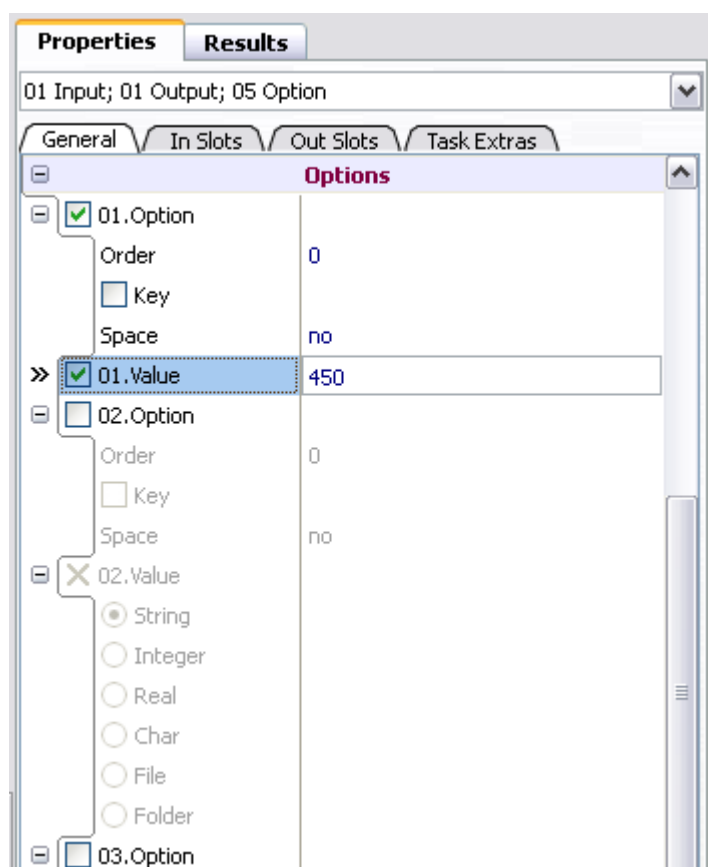 Properties Results
01 Input; 01 Output; 05 Option
General In Slots Out Slots Task Extras
Options
01.Option
Order 0
Key
Space no
01.Value 450
02.Option
Order 0
Key
Space no
02.Value
String
Integer
Real
Char
File
Folder
03.Option